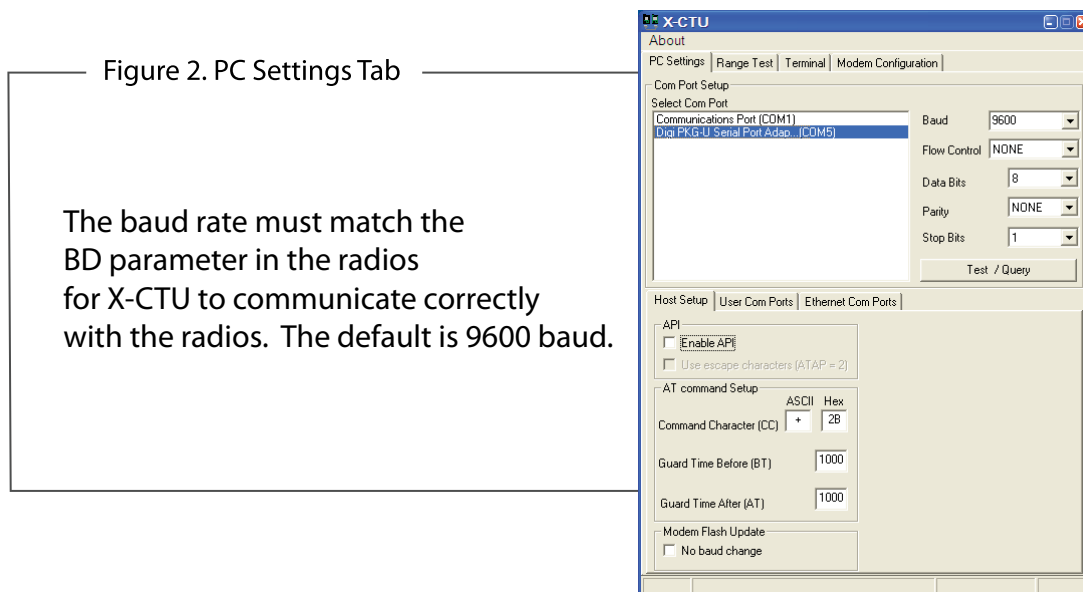 Figure 2. PC Settings Tab
The baud rate must match the
BD parameter in the radios
for X-CTU to communicate correctly
with the radios. The default is 9600 baud.
X-CTU
About
PC Settings Range Test Terminal Modem Configuration
Com Port Setup
Select Com Port
Communications Port (COM1)
Digi PKG-U Serial Port Adap...(COM5)
Baud 9600
Flow Control NONE
Data Bits 8
Parity NONE
Stop Bits 1
Test / Query
Host Setup User Com Ports Ethernet Com Ports
API
Enable API
Use escape characters (ATAP = 2)
AT command Setup
ASCII Hex
Command Character (CC) + 2B
Guard Time Before (BT) 1000
Guard Time After (AT) 1000
Modem Flash Update
No baud change